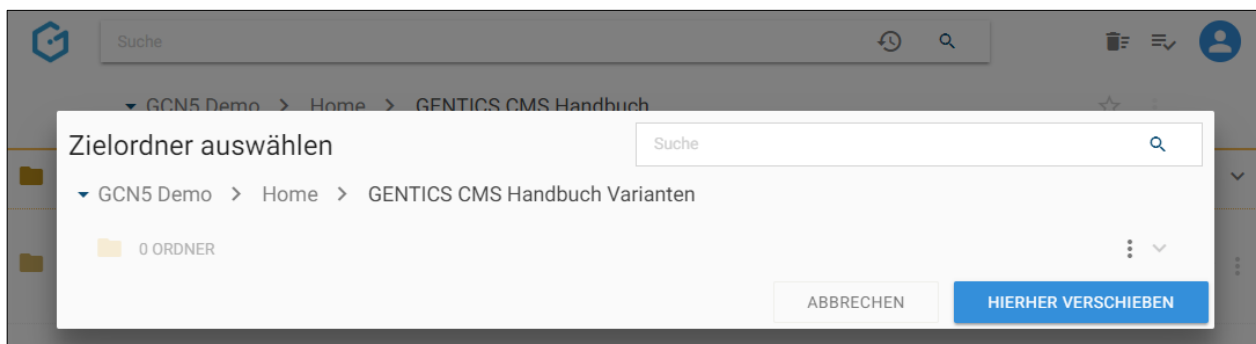 Suche
GCN5 Demo > Home > GENTICS CMS Handbuch
Zielordner auswählen
Suche
GCN5 Demo > Home > GENTICS CMS Handbuch Varianten
0 ORDNER
ABBRECHEN
HIERHER VERSCHIEBEN